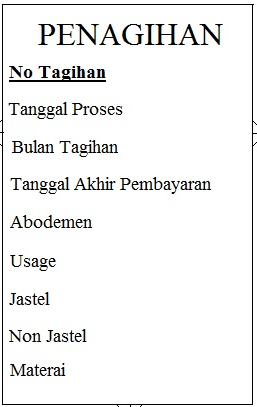 PENAGIHAN
No Tagihan
Tanggal Proses
Bulan Tagihan
Tanggal Akhir Pembayaran
Abodemen
Usage
Jastel
Non Jastel
Materai